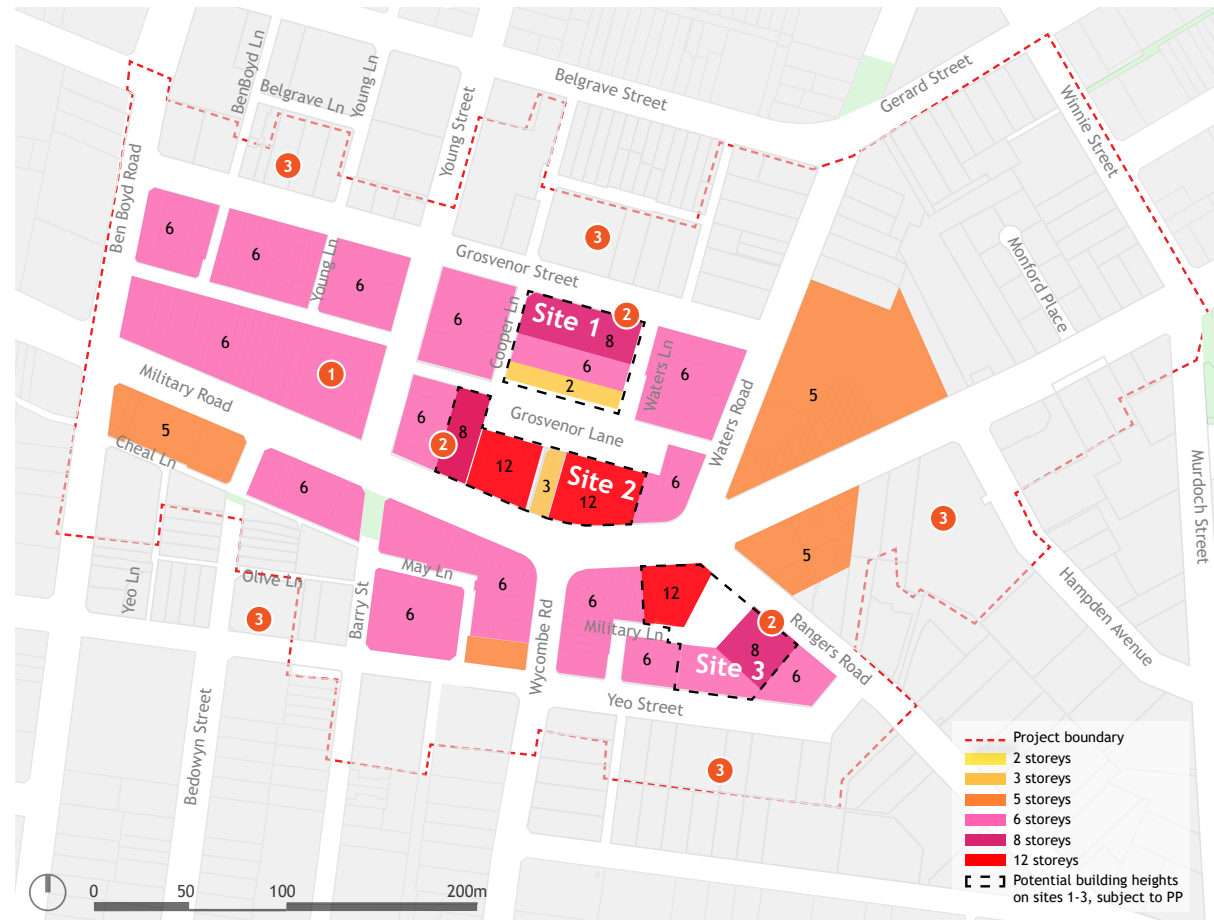 Belgrave Street
Gerard Street
BenBoyd Ln
Young Ln
Belgrave Ln
Young Street
Winnie Street
3
Ben Boyd Road
6
6
Young Ln
6
3
Grosvenor Street
Monford Place
6
Cooper Ln
Site 1
2
8
6
2
Waters Ln
6
Waters Road
5
6
1
Military Road
5
Cheal Ln
6
2
8
Grosvenor Lane
12
3
Site 2
12
6
6
3
Murdoch Street
5
May Ln
6
Olive Ln
Yeo Ln
3
Barry St
6
Wycombe Rd
6
12
Military Ln
6
Site 3
2
8
6
Rangers Road
Hampden Avenue
Yeo Street
Bedowyn Street
3
Project boundary
2 storeys
3 storeys
5 storeys
6 storeys
8 storeys
12 storeys
Potential building heights
on sites 1-3, subject to PP
0 50 100 200m